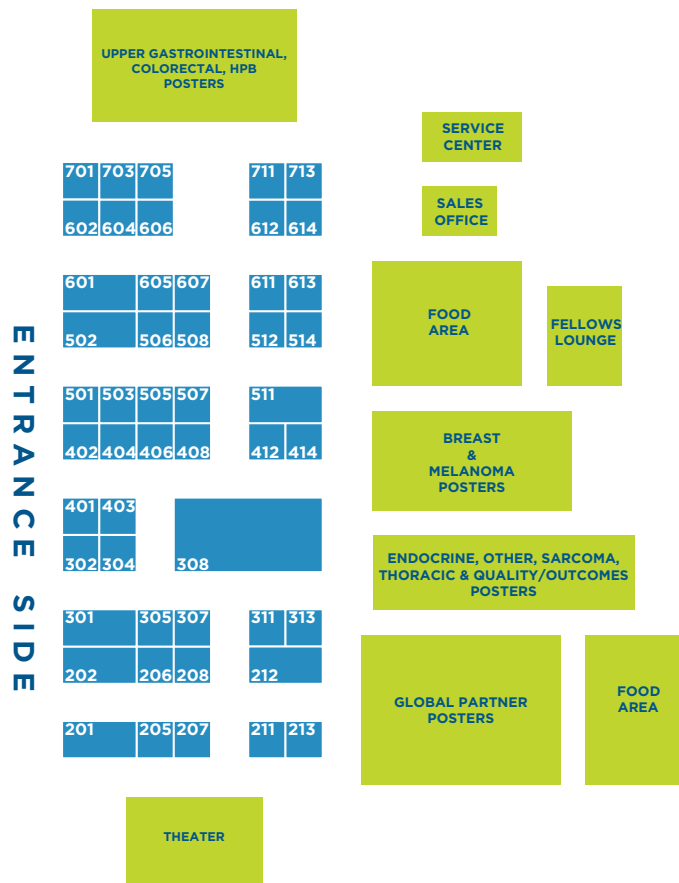 UPPER GASTROINTESTINAL,
COLORECTAL, HPB
POSTERS
SERVICE
CENTER
701 703 705 711 713
602 604 606 612 614
SALES
OFFICE
601 605 607 611 613
502 506 508 512 514
FOOD
AREA
FELLOWS
LOUNGE
ENTRANCE SIDE
501 503 505 507 511
402 404 406 408 412 414
BREAST
&
MELANOMA
POSTERS
401 403
302 304 308
ENDOCRINE, OTHER, SARCOMA,
THORACIC & QUALITY/OUTCOMES
POSTERS
301 305 307 311 313
202 206 208 212
GLOBAL PARTNER
POSTERS
FOOD
AREA
201 205 207 211 213
THEATER